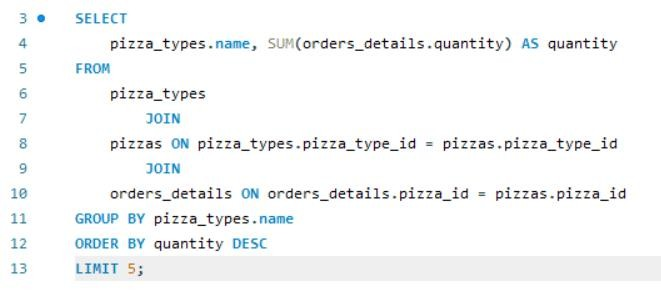 3 SELECT
4 pizza_types.name, SUM(orders_details.quantity) AS quantity
5 FROM
6 pizza_types
7 JOIN
8 pizzas ON pizza_types.pizza_type_id = pizzas.pizza_type_id
9 JOIN
10 orders_details ON orders_details.pizza_id = pizzas.pizza_id
11 GROUP BY pizza_types.name
12 ORDER BY quantity DESC
13 LIMIT 5;